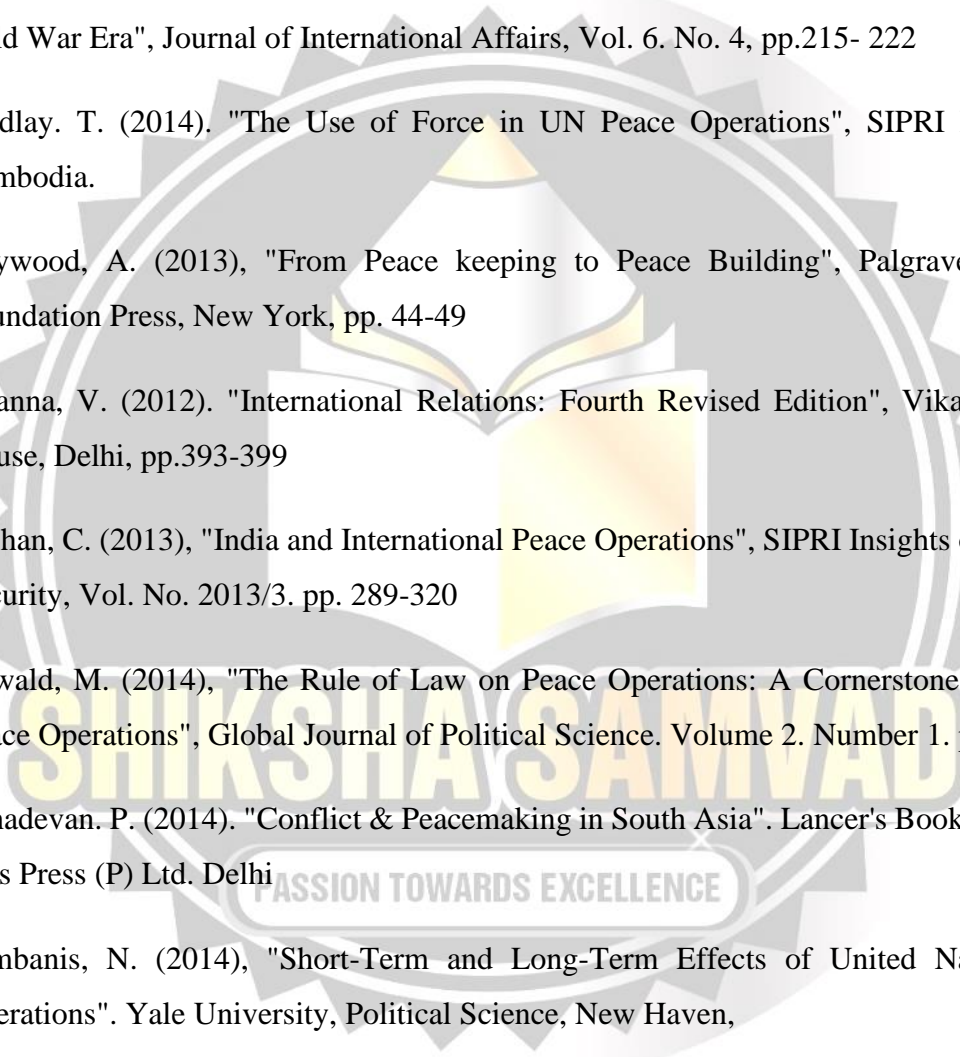 nd War Era", Journal of International Affairs, Vol. 6. No. 4, pp.215- 222
dlay. T. (2014). "The Use of Force in UN Peace Operations", SIPRI
mbodia.
ywood, A. (2013), "From Peace keeping to Peace Building", Palgrave
undation Press, New York, pp. 44-49
anna, V. (2012). "International Relations: Fourth Revised Edition", Vika
use, Delhi, pp.393-399
han, C. (2013), "India and International Peace Operations", SIPRI Insights
curity, Vol. No. 2013/3. pp. 289-320
wald, M. (2014), "The Rule of Law on Peace Operations: A Cornerstone
ace Operations", Global Journal of Political Science. Volume 2. Number 1.
SHIKSHA SAMVAD
nadevan. P. (2014). "Conflict & Peacemaking in South Asia". Lancer's Book
s Press (P) Ltd. Delhi
PASSION TOWARDS EXCELLENCE
mbanis, N. (2014), "Short-Term and Long-Term Effects of United Na
erations". Yale University, Political Science, New Haven,